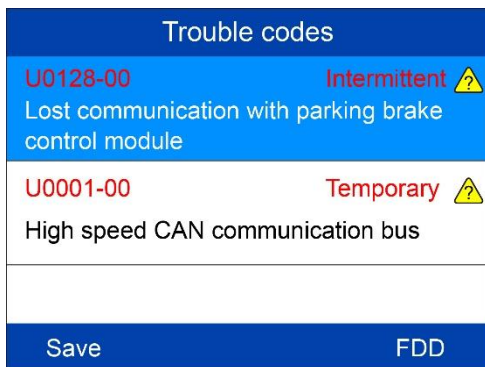 Trouble codes
U0128-00 Intermittent ?
Lost communication with parking brake
control module
U0001-00 Temporary ?
High speed CAN communication bus
Save FDD